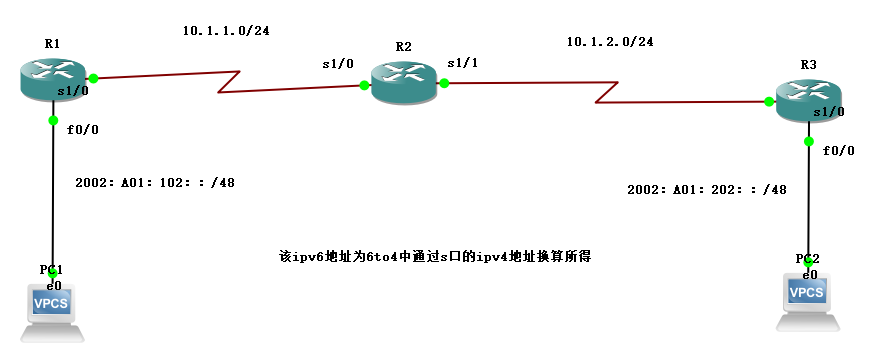 10.1.1.0/24
R1
R2
10.1.2.0/24
R3
s1/0
s1/0
s1/1
s1/0
f0/0
f0/0
2002: A01: 102: : /48
2002: A01: 202: : /48
该ipv6地址为6to4中通过s口的ipv4地址换算所得
PC1
e0
VPCS
PC2
e0
VPCS